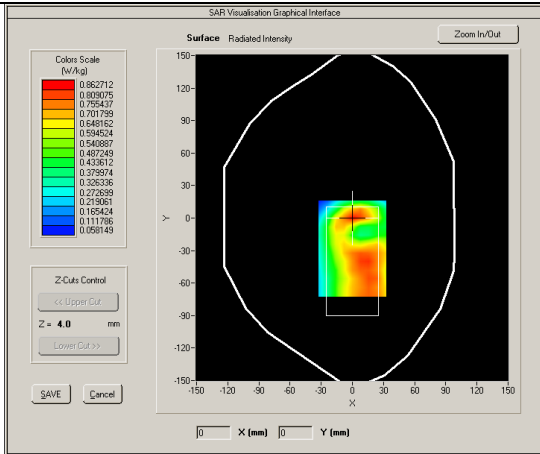 SAR Visualisation Graphical Interface
Surface Radiated Intensity
Zoom In/Out
Colors Scale
(W/kg)
0.862712
0.809075
0.755437
0.701799
0.648162
0.594524
0.540887
0.487249
0.433612
0.379974
0.326336
0.272699
0.219061
0.165424
0.111786
0.058149
Z-Cuts Control
<< Upper Cut
Z = 4.0 mm
Lower Cut >>
SAVE
Cancel
150
120
90
60
30
0
-30
-60
-90
-120
-150
Y
-150 -120 -90 -60 -30 0 30 60 90 120 150
X
0 X (mm) 0 Y (mm)